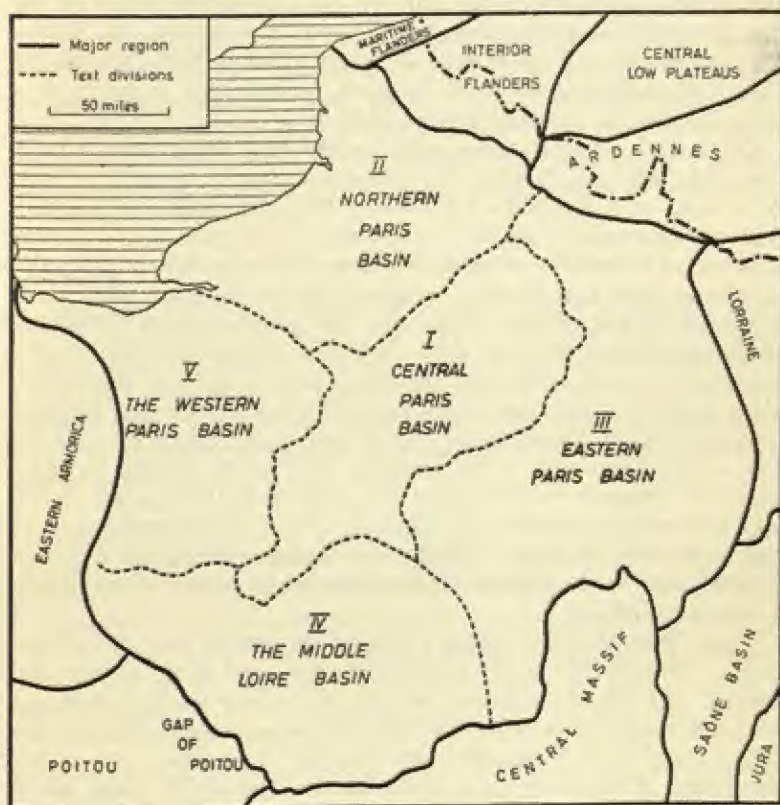 Major region
Text divisions
50 miles
MARITIME
FLANDERS
INTERIOR
FLANDERS
CENTRAL
LOW PLATEAUS
ARDENNES
II
NORTHERN
PARIS
BASIN
LORRAINE
I
CENTRAL
PARIS
BASIN
V
THE WESTERN
PARIS BASIN
III
EASTERN
PARIS BASIN
EASTERN ARMORICA
IV
THE MIDDLE
LOIRE BASIN
GAP
OF
POITOU
POITOU
CENTRAL MASSIF
SAÔNE BASIN
JURA